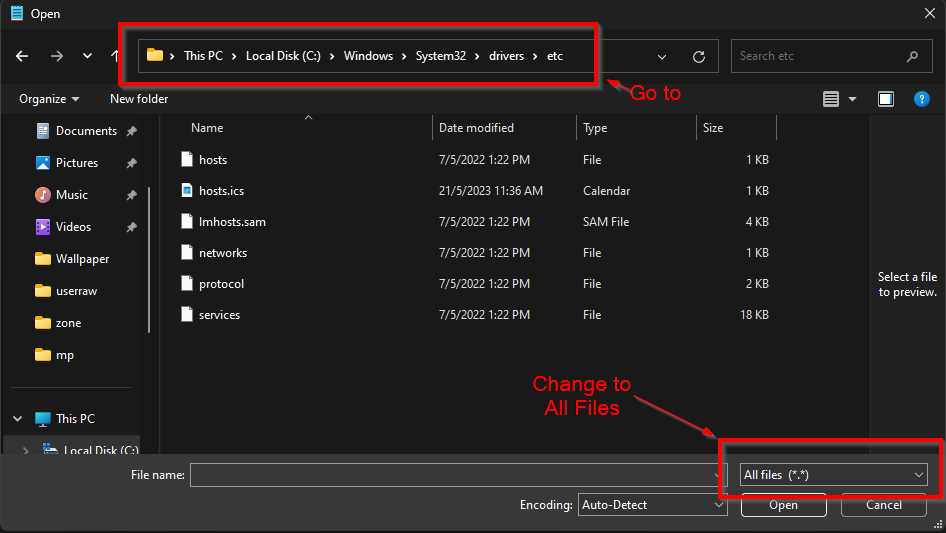 Open
This PC > Local Disk (C:) > Windows > System32 > drivers > etc
Search etc
Go to
Organize
New folder
Documents
Pictures
Music
Videos
Wallpaper
userraw
zone
mp
This PC
Local Disk (C:)
Name Date modified Type Size
hosts 7/5/2022 1:22 PM File 1 KB
hosts.ics 21/5/2023 11:36 AM Calendar 1 KB
lmhosts.sam 7/5/2022 1:22 PM SAM File 4 KB
networks 7/5/2022 1:22 PM File 1 KB
protocol 7/5/2022 1:22 PM File 2 KB
services 7/5/2022 1:22 PM File 18 KB
Select a file
to preview.
Change to
All Files
File name:
All files (*.*)
Encoding: Auto-Detect
Open
Cancel